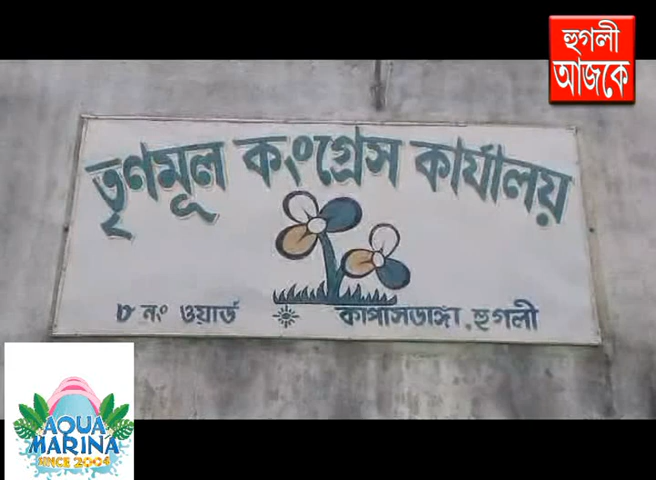 হুগলী
আজকে
তৃণমূল কংগ্রেস কার্যালয়
৮ নং ওয়ার্ড
কাপাসডাঙ্গা, হুগলী
AQUA
MARINA
SINCE 2004